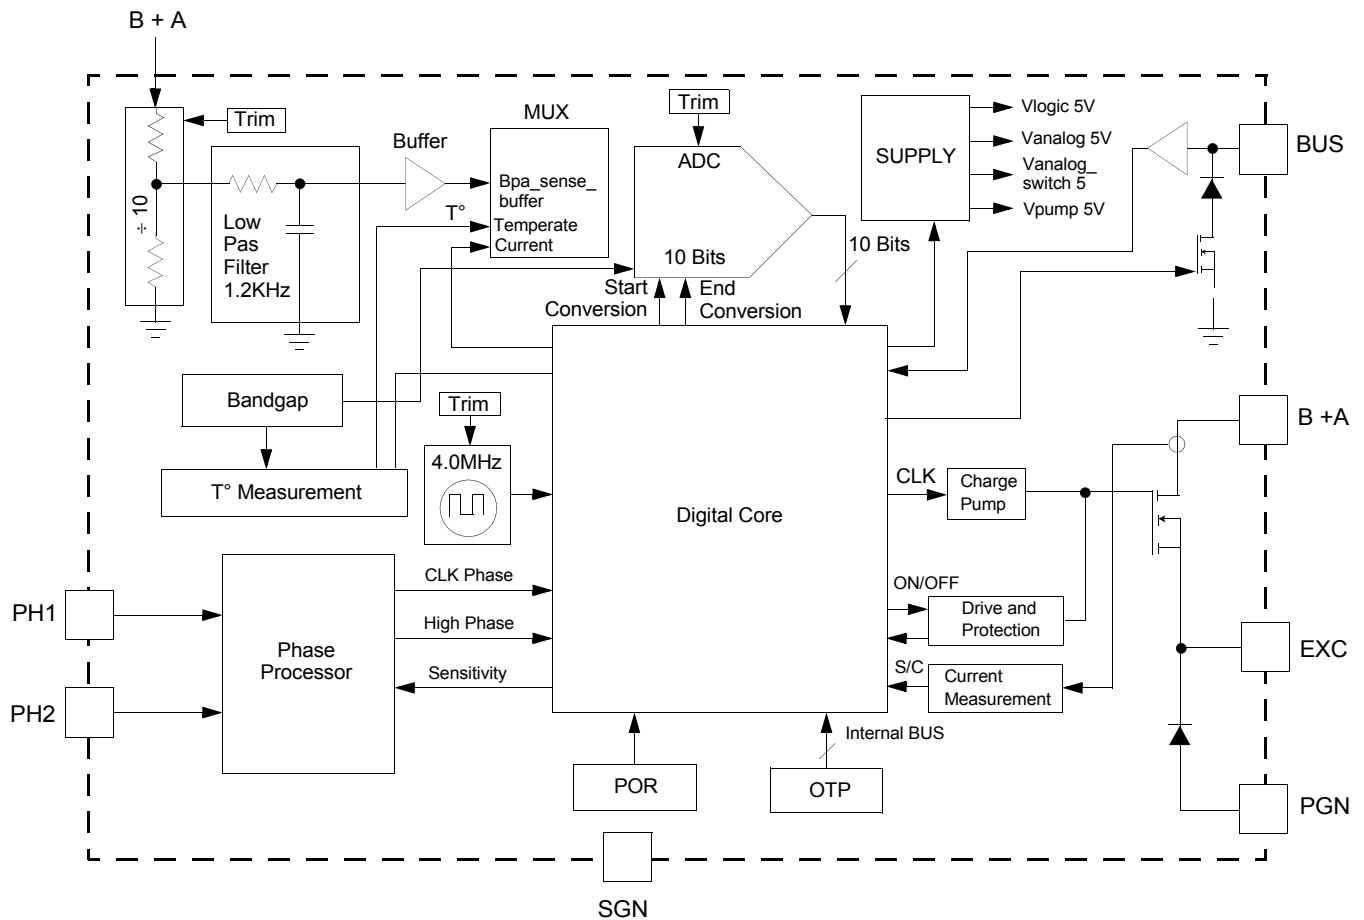 B + A
Trim
÷ 10
Low
Pas
Filter
1.2KHz
Buffer
MUX
Bpa_sense_
buffer
T°
Temperate
Current
Trim
ADC
10 Bits
10 Bits
Start
Conversion
End
Conversion
SUPPLY
Vlogic 5V
Vanalog 5V
Vanalog_
switch 5
Vpump 5V
BUS
Bandgap
T° Measurement
Trim
4.0MHz
Digital Core
CLK
Charge
Pump
B +A
ON/OFF
Drive and
Protection
S/C
Current
Measurement
EXC
PGN
PH1
PH2
Phase
Processor
CLK Phase
High Phase
Sensitivity
POR
Internal BUS
OTP
SGN